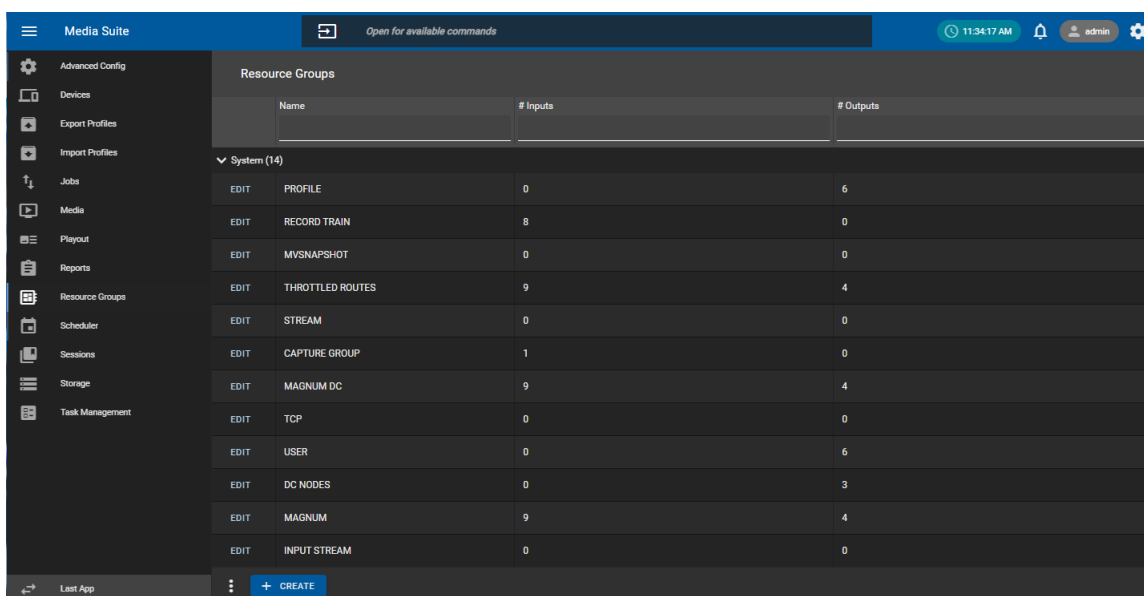 Media Suite
Open for available commands
11:34:17 AM
admin
Advanced Config
Devices
Export Profiles
Import Profiles
Jobs
Media
Playout
Reports
Resource Groups
Scheduler
Sessions
Storage
Task Management
Last App
Resource Groups
Name # Inputs # Outputs
System (14)
EDIT PROFILE 0 6
EDIT RECORD TRAIN 8 0
EDIT MVSNAPSHOT 0 0
EDIT THROTTLED ROUTES 9 4
EDIT STREAM 0 0
EDIT CAPTURE GROUP 1 0
EDIT MAGNUM DC 9 4
EDIT TCP 0 0
EDIT USER 0 6
EDIT DC NODES 0 3
EDIT MAGNUM 9 4
EDIT INPUT STREAM 0 0
+ CREATE